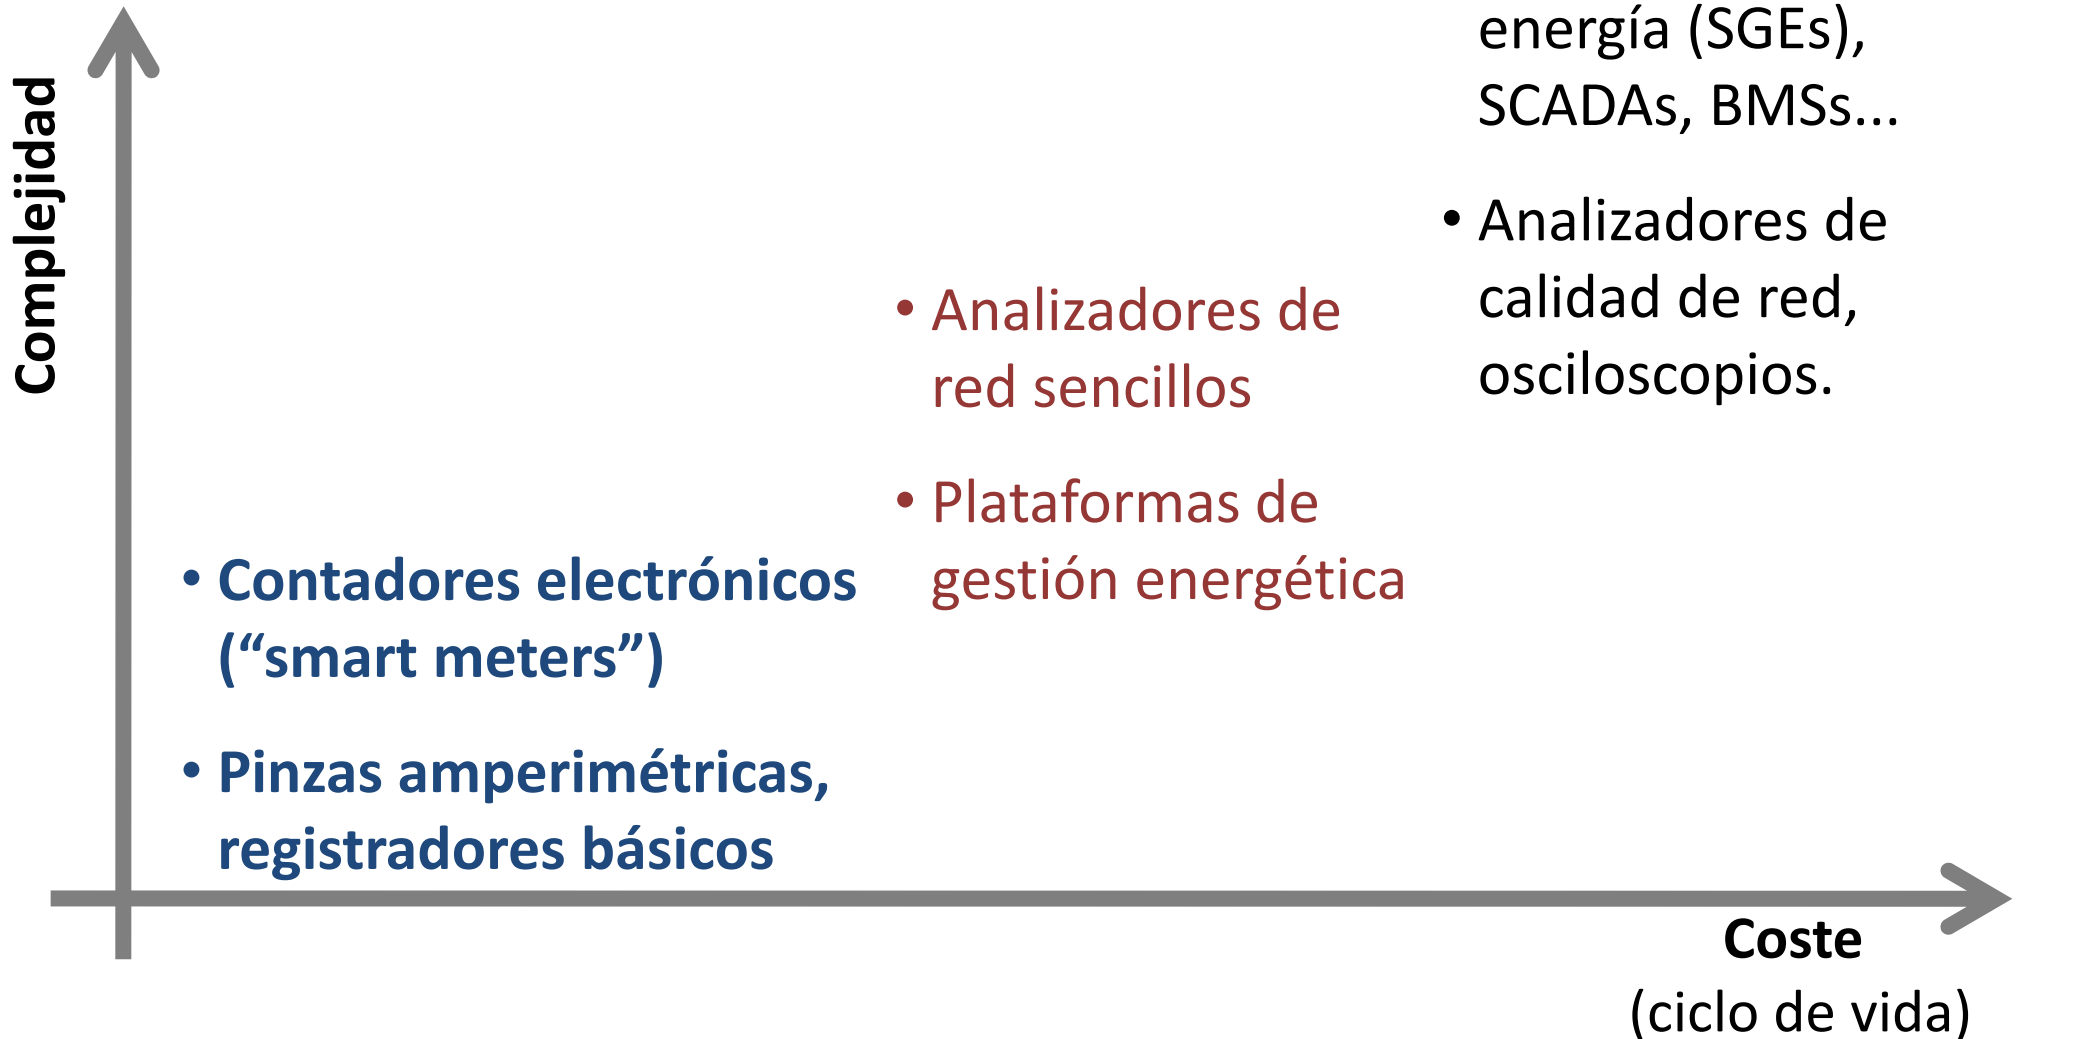 energía (SGEs),
SCADAs, BMSs...
• Analizadores de
calidad de red,
osciloscopios.
Complejidad
• Analizadores de
red sencillos
• Plataformas de
gestión energética
• Contadores electrónicos
(“smart meters”)
• Pinzas amperimétricas,
registradores básicos
Coste
(ciclo de vida)